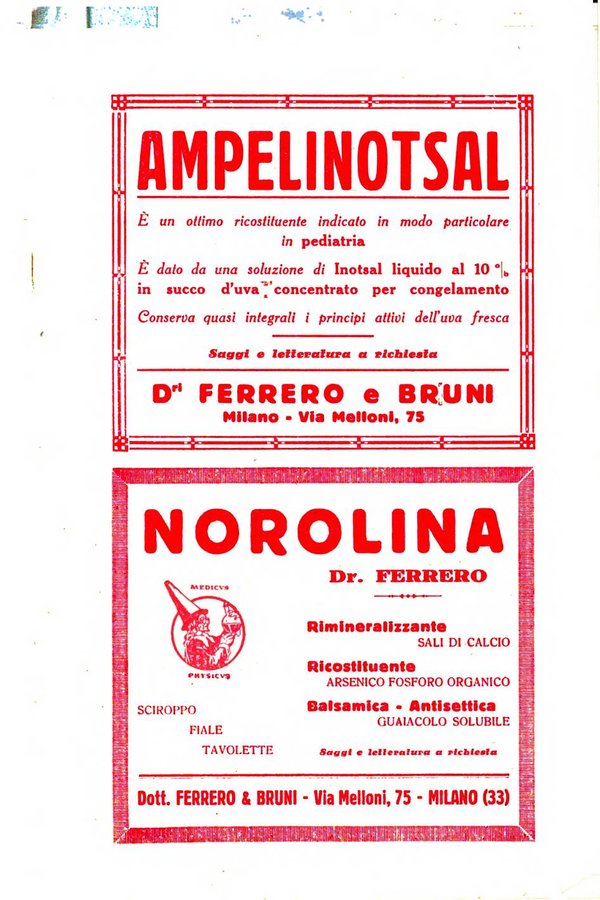 AMPELINOTSAL
È un ottimo ricostituente indicato in modo particolare
in pediatria
È dato da una soluzione di Inotsal liquido al 10 %
in succo d'uva concentrato per congelamento
Conserva quasi integrali i principi attivi dell'uva fresca
Saggi e letteratura a richiesta
Dri FERRERO e BRUNI
Milano - Via Melloni, 75
NOROLINA
Dr. FERRERO
MEDICVS
PHYSICVS
Rimineralizzante
SALI DI CALCIO
Ricostituente
ARSENICO FOSFORO ORGANICO
Balsamica - Antisettica
GUAIACOLO SOLUBILE
SCIROPPO
FIALE
TAVOLETTE
Saggi e letteratura a richiesta
Dott. FERRERO & BRUNI - Via Melloni, 75 - MILANO (33)